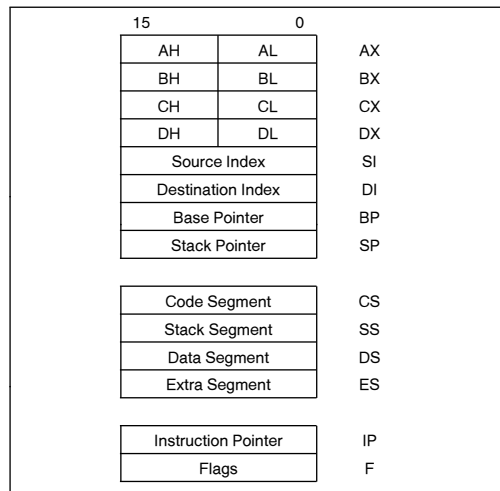 15 0
AH AL AX
BH BL BX
CH CL CX
DH DL DX
Source Index SI
Destination Index DI
Base Pointer BP
Stack Pointer SP
Code Segment CS
Stack Segment SS
Data Segment DS
Extra Segment ES
Instruction Pointer IP
Flags F